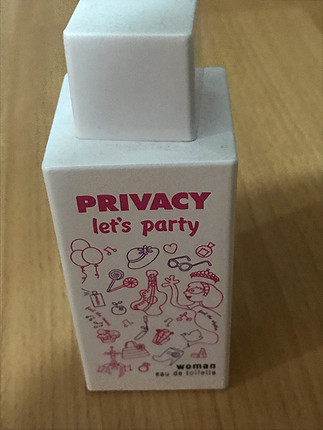 PRIVACY
let's party
woman
eau de toilette